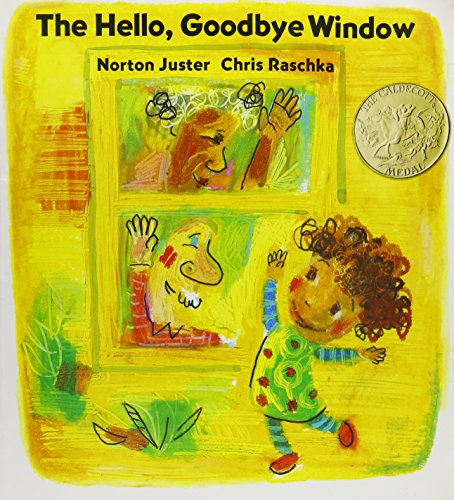 The Hello, Goodbye Window
Norton Juster Chris Raschka
THE CALDECOTT
MEDAL